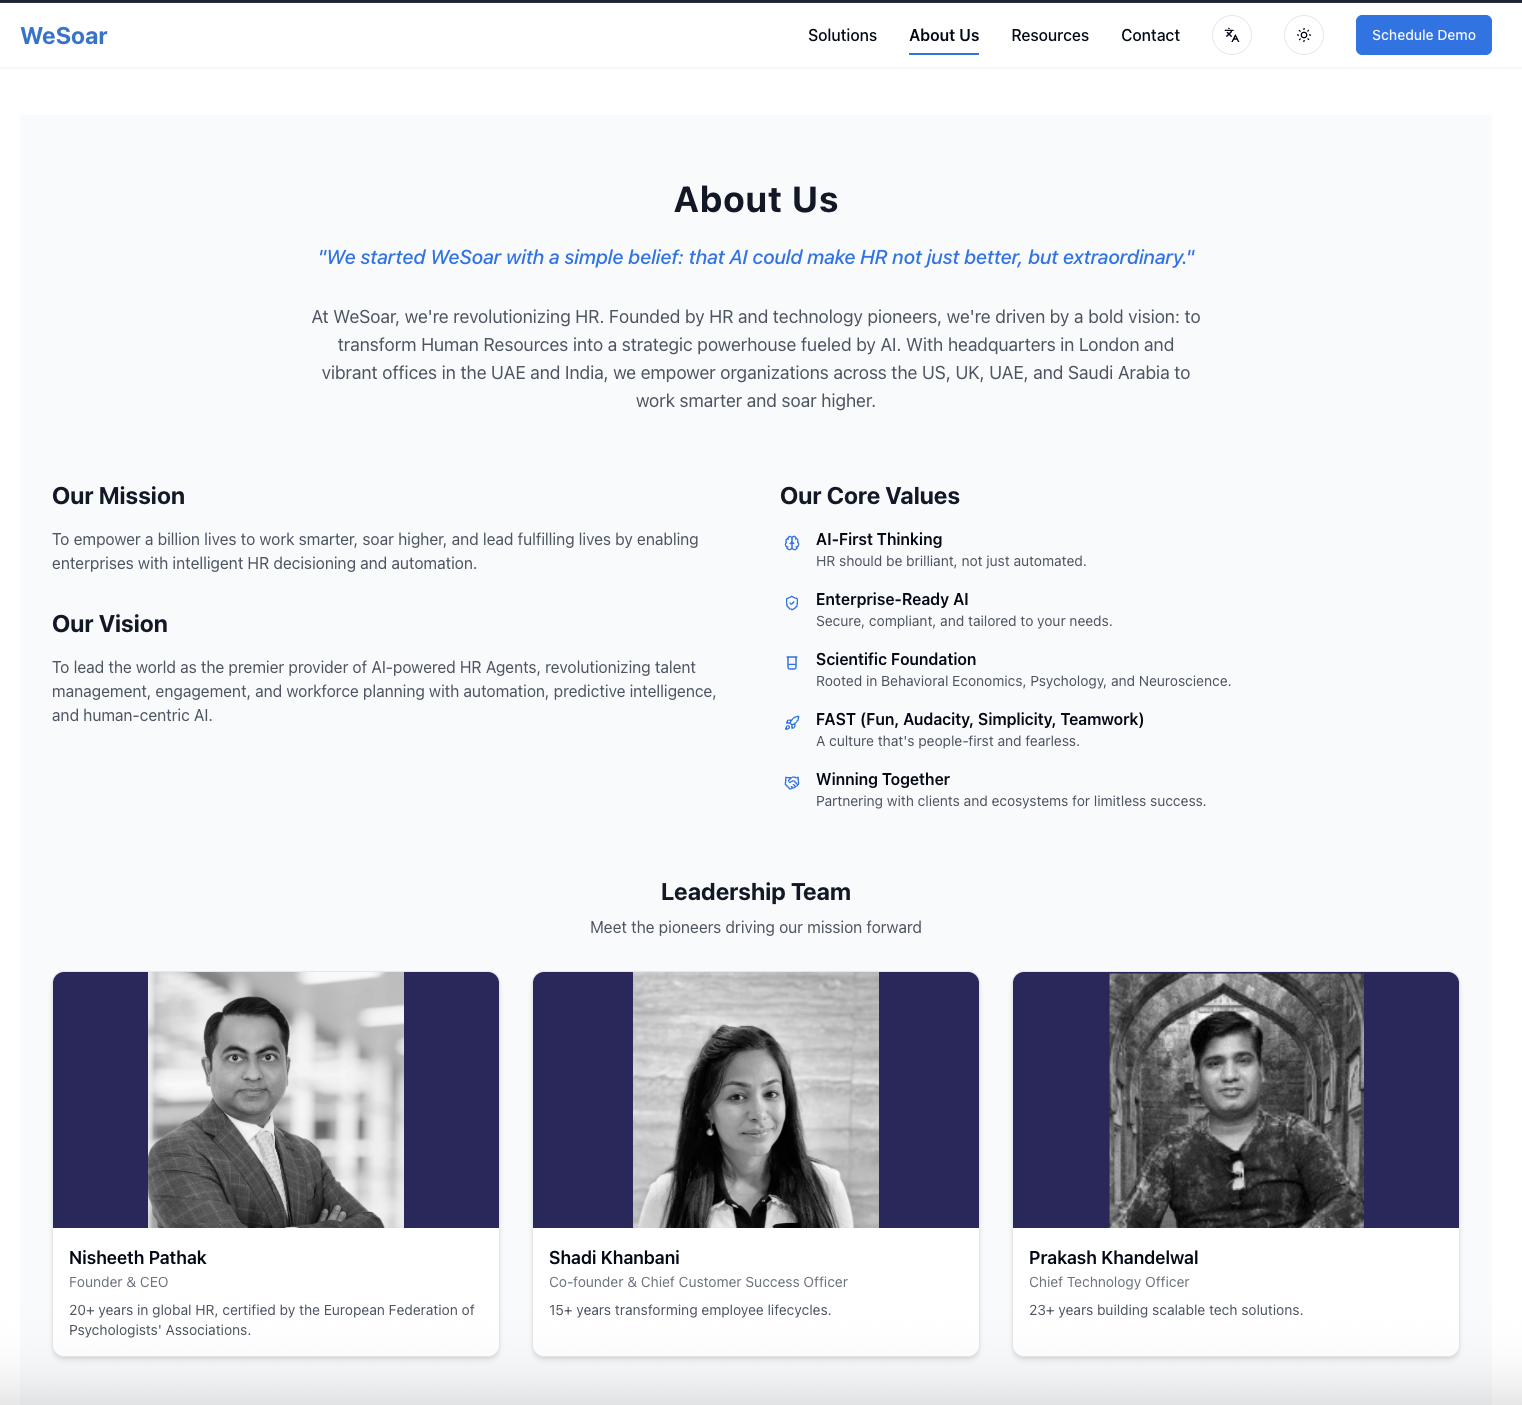 WeSoar
Solutions
About Us
Resources
Contact
Schedule Demo
About Us
"We started WeSoar with a simple belief: that AI could make HR not just better, but extraordinary."
At WeSoar, we're revolutionizing HR. Founded by HR and technology pioneers, we're driven by a bold vision: to
transform Human Resources into a strategic powerhouse fueled by AI. With headquarters in London and
vibrant offices in the UAE and India, we empower organizations across the US, UK, UAE, and Saudi Arabia to
work smarter and soar higher.
Our Mission
To empower a billion lives to work smarter, soar higher, and lead fulfilling lives by enabling
enterprises with intelligent HR decisioning and automation.
Our Vision
To lead the world as the premier provider of AI-powered HR Agents, revolutionizing talent
management, engagement, and workforce planning with automation, predictive intelligence,
and human-centric AI.
Our Core Values
AI-First Thinking
HR should be brilliant, not just automated.
Enterprise-Ready AI
Secure, compliant, and tailored to your needs.
Scientific Foundation
Rooted in Behavioral Economics, Psychology, and Neuroscience.
FAST (Fun, Audacity, Simplicity, Teamwork)
A culture that's people-first and fearless.
Winning Together
Partnering with clients and ecosystems for limitless success.
Leadership Team
Meet the pioneers driving our mission forward
Nisheeth Pathak
Founder & CEO
20+ years in global HR, certified by the European Federation of
Psychologists' Associations.
Shadi Khanbani
Co-founder & Chief Customer Success Officer
15+ years transforming employee lifecycles.
Prakash Khandelwal
Chief Technology Officer
23+ years building scalable tech solutions.